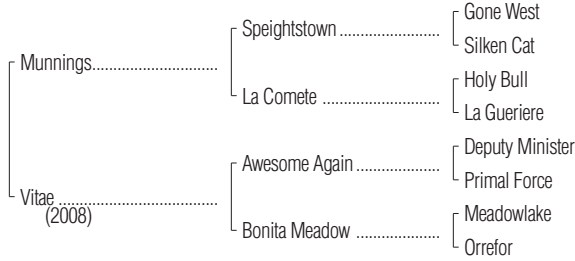 Gone West
Speightstown
Silken Cat
Munnings
Holy Bull
La Comete
La Gueriere
Deputy Minister
Awesome Again
Primal Force
Vitae
(2008)
Meadowlake
Bonita Meadow
Orrefor